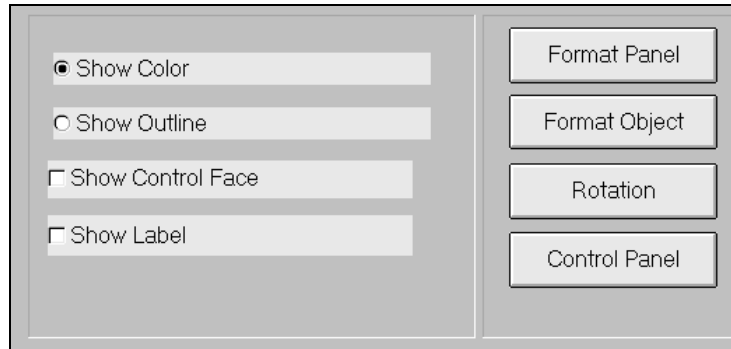 Show Color
Show Outline
Show Control Face
Show Label
Format Panel
Format Object
Rotation
Control Panel